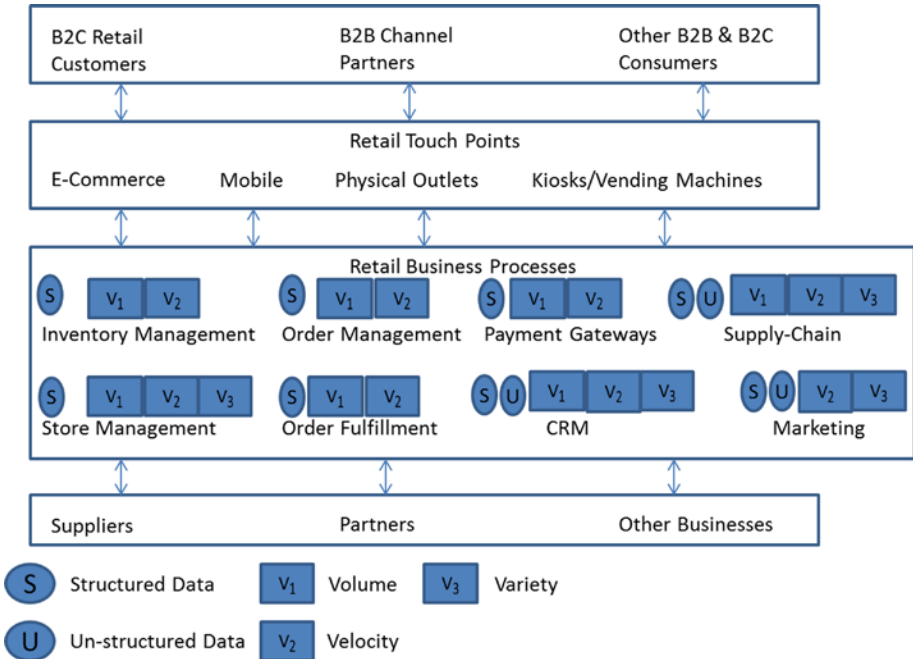 B2C Retail Customers
B2B Channel Partners
Other B2B & B2C Consumers
Retail Touch Points
E-Commerce Mobile Physical Outlets Kiosks/Vending Machines
Retail Business Processes
S V1 V2
Inventory Management
S V1 V2
Order Management
S V1 V2
Payment Gateways
S U V1 V2 V3
Supply-Chain
S V1 V2 V3
Store Management
S V1 V2
Order Fulfillment
S U V1 V2 V3
CRM
S U V2 V3
Marketing
Suppliers Partners Other Businesses
S Structured Data V1 Volume V3 Variety
U Un-structured Data V2 Velocity